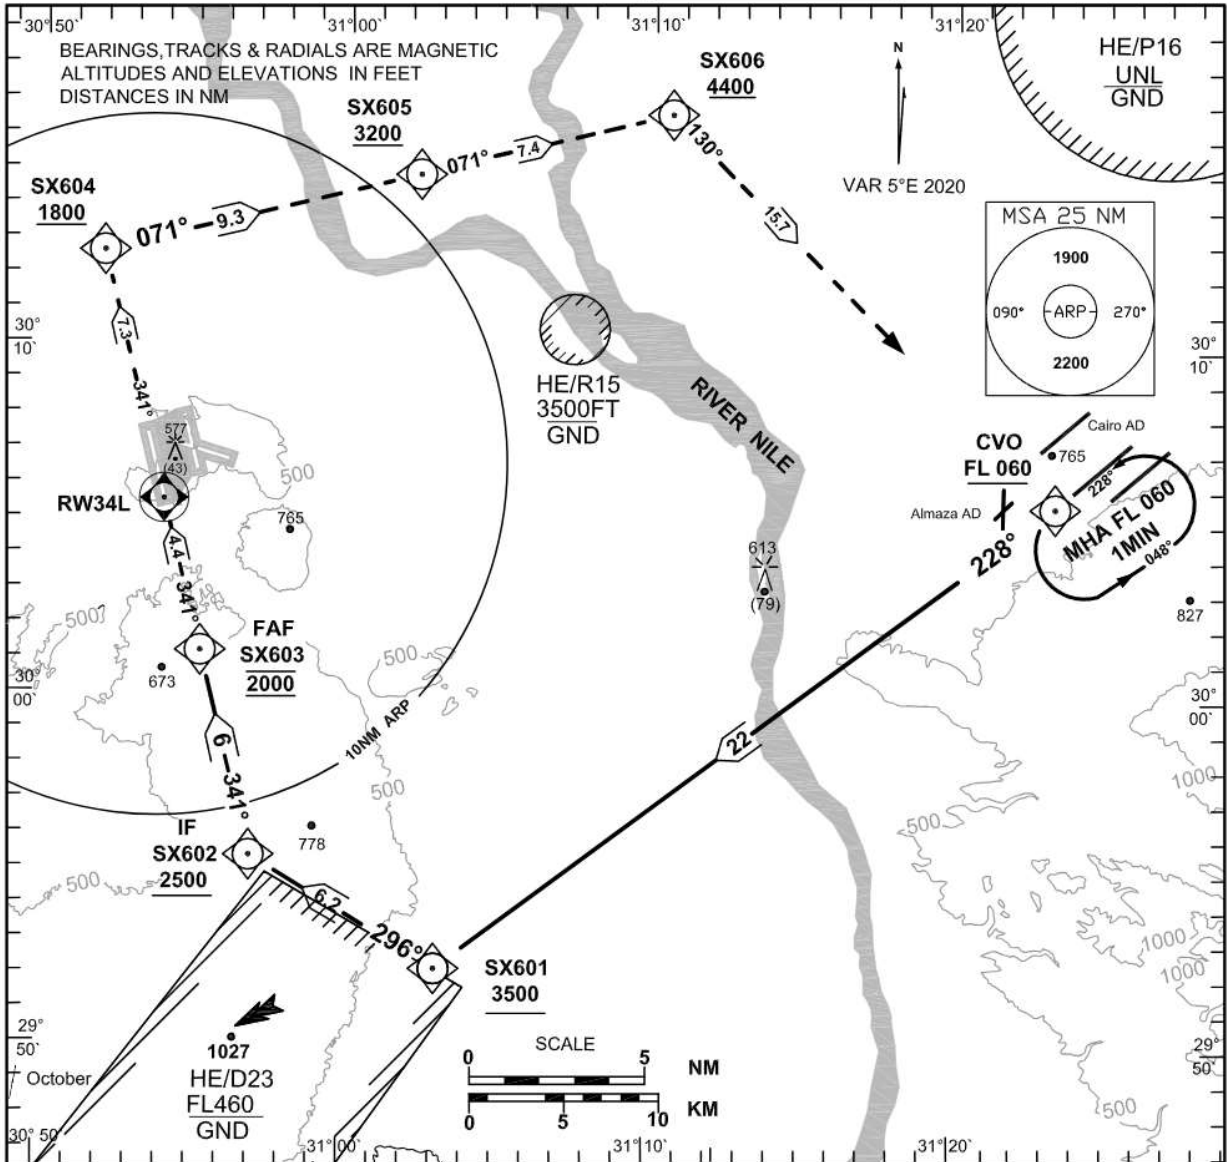 30°50`
31°00`
31°10`
31°20`
BEARINGS,TRACKS & RADIALS ARE MAGNETIC
ALTITUDES AND ELEVATIONS IN FEET
DISTANCES IN NM
HE/P16
UNL
GND
SX606
4400
SX605
3200
N
VAR 5°E 2020
130°
071°
7.4
SX604
1800
071°
9.3
15.7
MSA 25 NM
1900
090°
ARP
270°
2200
7.3
30°
10`
30°
10`
341°
HE/R15
3500FT
GND
RIVER NILE
577
(43)
500
CVO
FL 060
Cairo AD
765
228°
RW34L
765
Almaza AD
MHA FL 060
1MIN
048°
4.4
341°
613
(79)
228°
827
500
FAF
SX603
2000
500
673
30°
00`
30°
00`
10NM ARP
22
6
341°
1000
500
500
IF
SX602
2500
778
500
6.2
296°
1000
1000
SX601
3500
29°
50`
29°
50`
1027
October
HE/D23
FL460
GND
SCALE
0
5
NM
0
5
10
KM
500
30° 50`
31°00`
31°10`
31°20`